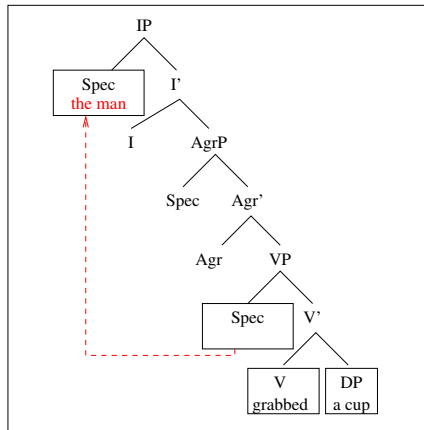 IP
Spec I'
the man
I AgrP
Spec Agr'
Agr VP
Spec V'
V DP
grabbed a cup